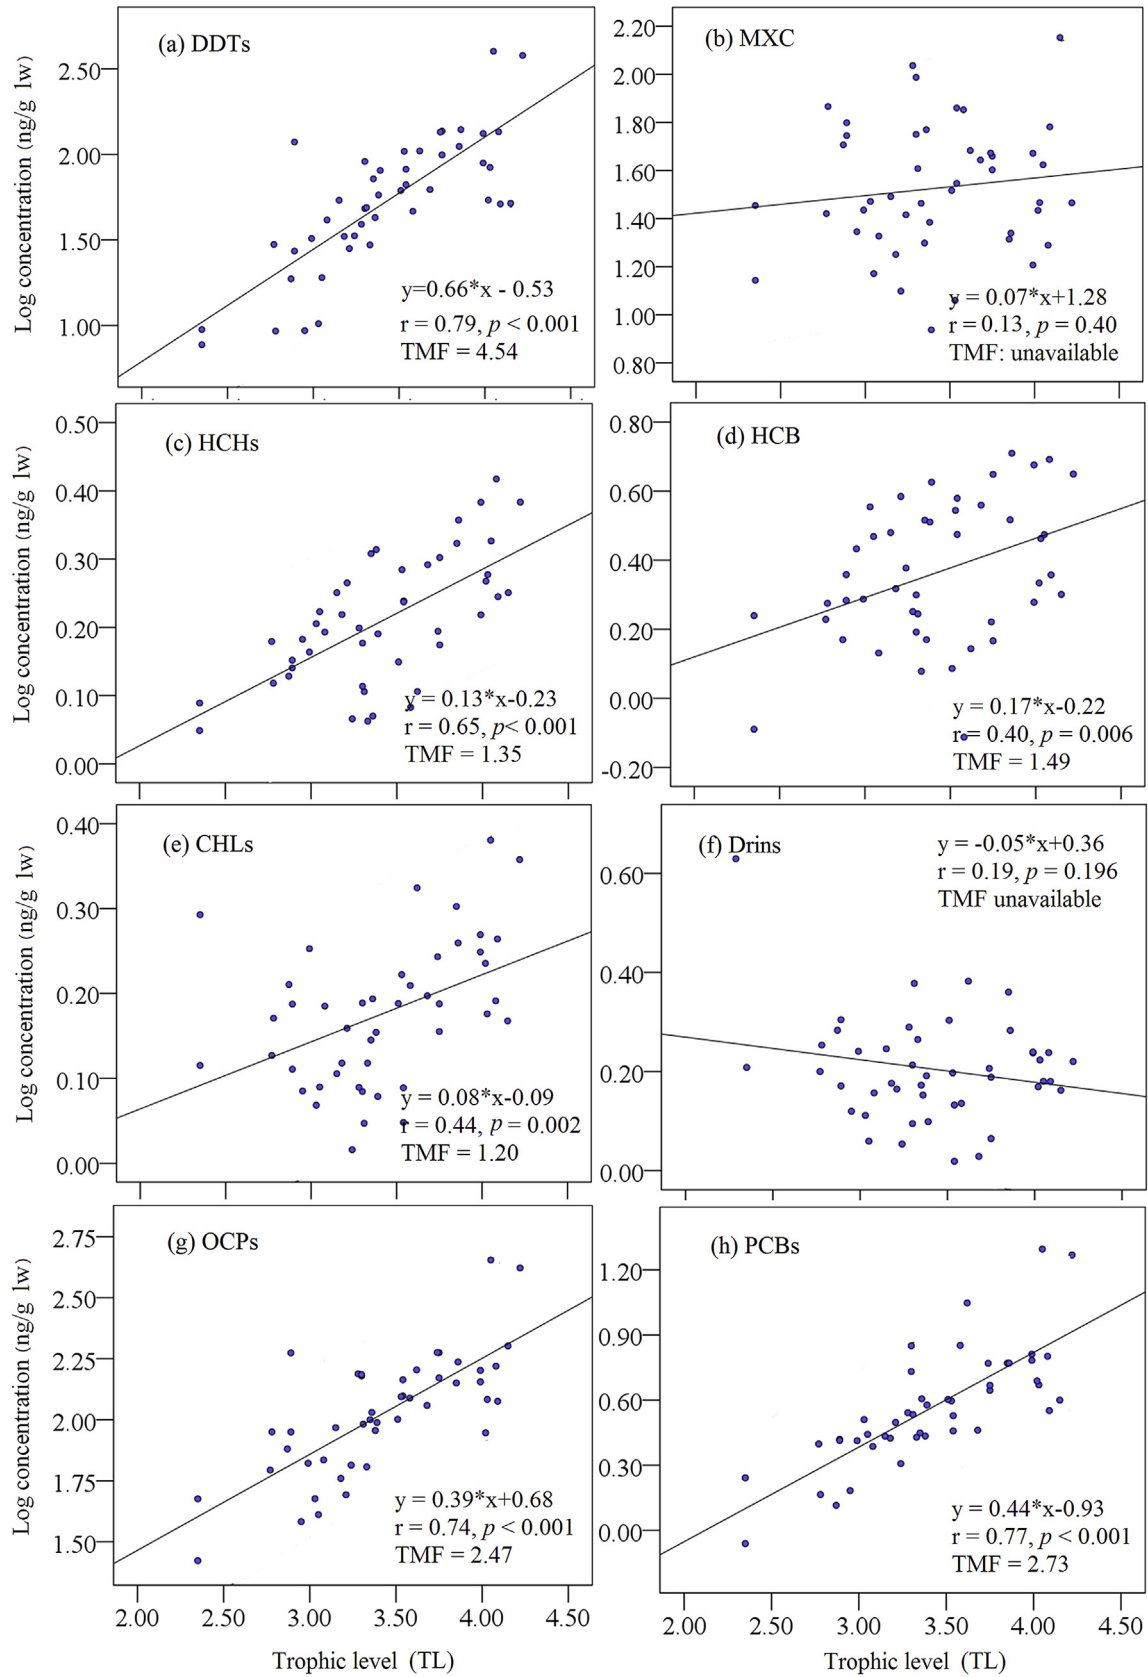 (a) DDTs
Log concentration (ng/g lw)
2.50
2.00
1.50
1.00
y=0.66*x - 0.53
r = 0.79, p < 0.001
TMF = 4.54
(b) MXC
2.20
2.00
1.80
1.60
1.40
1.20
1.00
0.80
y = 0.07*x+1.28
r = 0.13, p = 0.40
TMF: unavailable
(c) HCHs
Log concentration (ng/g lw)
0.50
0.40
0.30
0.20
0.10
0.00
y = 0.13*x-0.23
r = 0.65, p< 0.001
TMF = 1.35
(d) HCB
0.80
0.60
0.40
0.20
0.00
-0.20
y = 0.17*x-0.22
r = 0.40, p = 0.006
TMF = 1.49
(e) CHLs
Log concentration (ng/g lw)
0.40
0.30
0.20
0.10
0.00
y = 0.08*x-0.09
r = 0.44, p = 0.002
TMF = 1.20
(f) Drins
y = -0.05*x+0.36
r = 0.19, p = 0.196
TMF unavailable
0.60
0.40
0.20
0.00
(g) OCPs
Log concentration (ng/g lw)
2.75
2.50
2.25
2.00
1.75
1.50
y = 0.39*x+0.68
r = 0.74, p < 0.001
TMF = 2.47
2.00 2.50 3.00 3.50 4.00 4.50
Trophic level (TL)
(h) PCBs
1.20
0.90
0.60
0.30
0.00
y = 0.44*x-0.93
r = 0.77, p < 0.001
TMF = 2.73
2.00 2.50 3.00 3.50 4.00 4.50
Trophic level (TL)